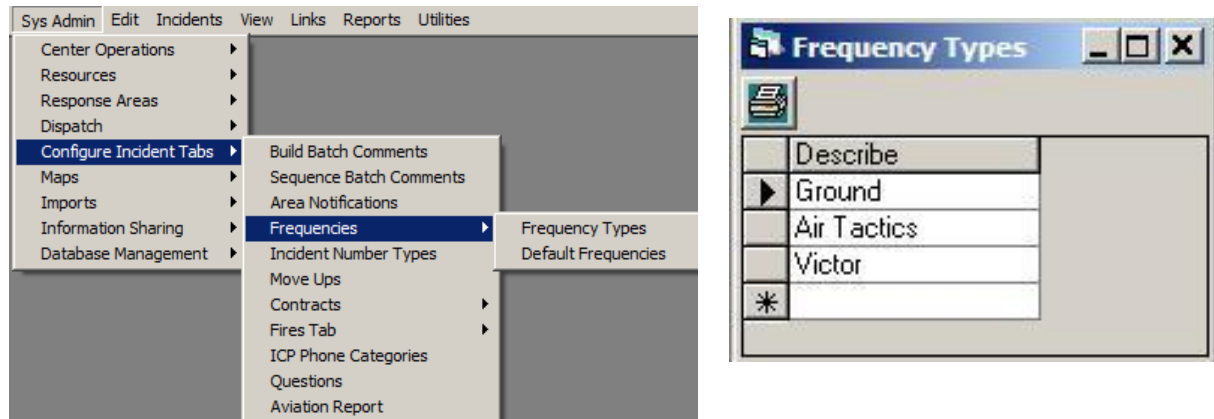 Sys Admin Edit Incidents View Links Reports Utilities
Center Operations
Resources
Response Areas
Dispatch
Configure Incident Tabs
Maps
Imports
Information Sharing
Database Management
Build Batch Comments
Sequence Batch Comments
Area Notifications
Frequencies
Incident Number Types
Move Ups
Contracts
Fires Tab
ICP Phone Categories
Questions
Aviation Report
Frequency Types
Default Frequencies
Frequency Types
Describe
Ground
Air Tactics
Victor